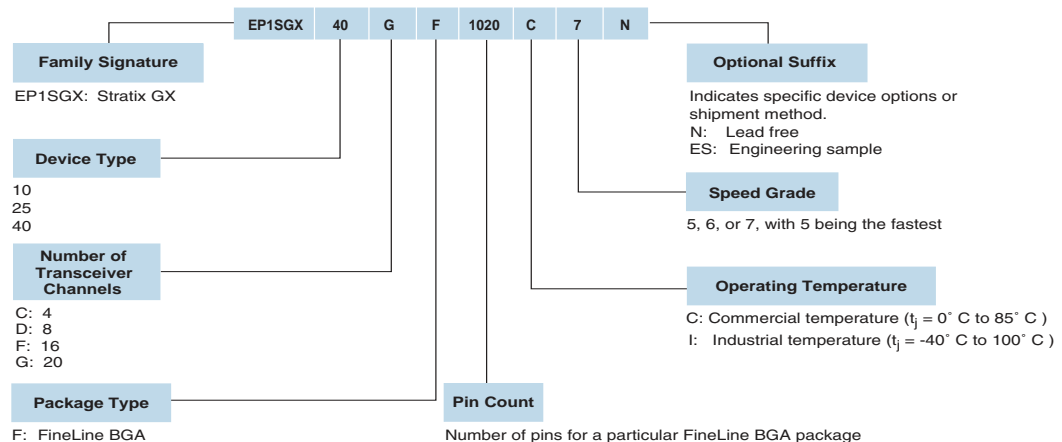 EP1SGX 40 G F 1020 C 7 N
Family Signature
EP1SGX: Stratix GX
Device Type
10
25
40
Number of
Transceiver
Channels
C: 4
D: 8
F: 16
G: 20
Package Type
F: FineLine BGA
Pin Count
Number of pins for a particular FineLine BGA package
Optional Suffix
Indicates specific device options or
shipment method.
N: Lead free
ES: Engineering sample
Speed Grade
5, 6, or 7, with 5 being the fastest
Operating Temperature
C: Commercial temperature (tj = 0˚ C to 85˚ C )
I: Industrial temperature (tj = -40˚ C to 100˚ C )